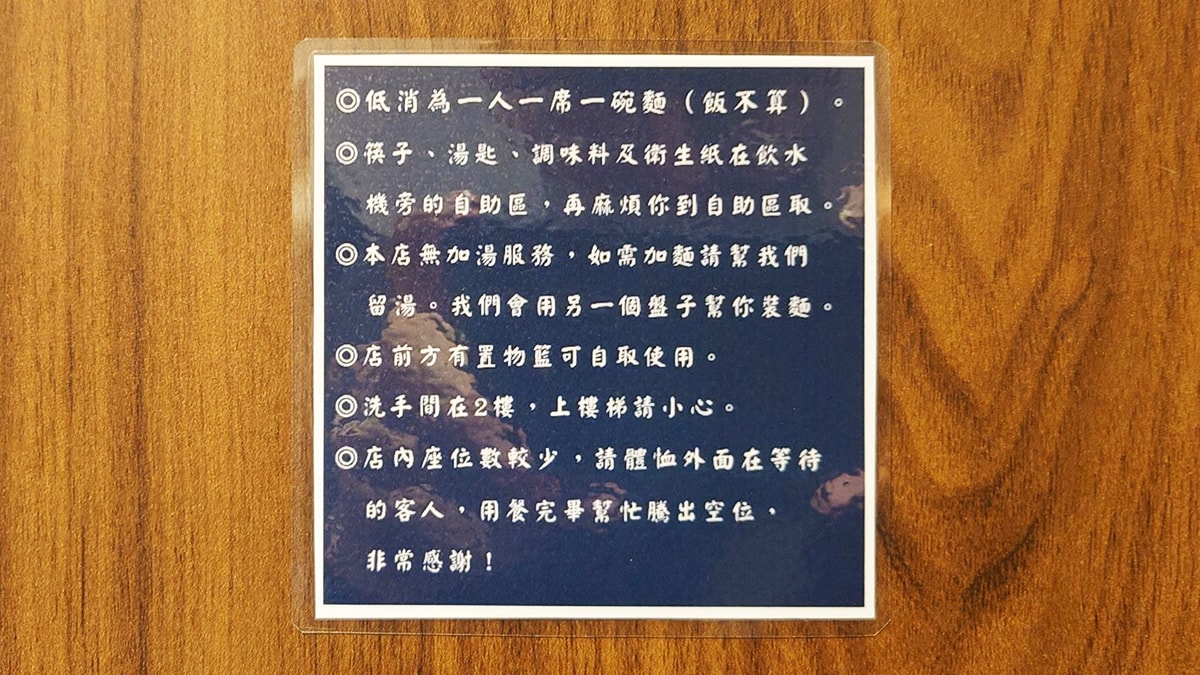 ◎低消為一人一席一碗麵（飯不算）。
◎筷子、湯匙、調味料及衛生紙在飲水
機旁的自助區，再麻煩你到自助區取。
◎本店無加湯服務，如需加麵請幫我們
留湯。我們會用另一個盤子幫你裝麵。
◎店前方有置物籃可自取使用。
◎洗手間在2樓，上樓梯請小心。
◎店內座位數較少，請體恤外面在等待
的客人，用餐完畢幫忙騰出空位，
非常感謝！